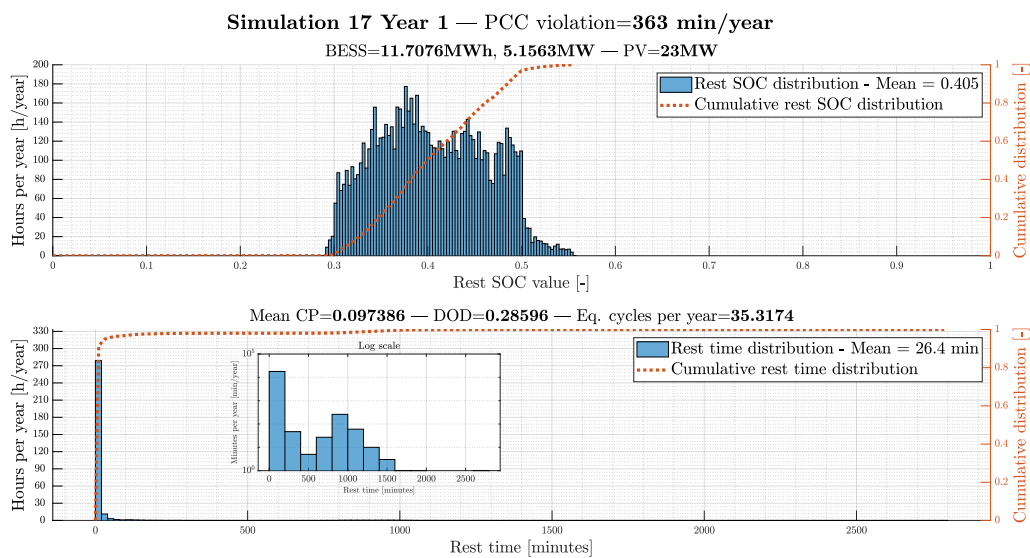 Simulation 17 Year 1 — PCC violation=363 min/year
BESS=11.7076MWh, 5.1563MW — PV=23MW
Hours per year [h/year]
200
180
160
140
120
100
80
60
40
20
0
Rest SOC distribution - Mean = 0.405
Cumulative rest SOC distribution
1
0.8
0.6
0.4
0.2
0
Cumulative distribution [-]
0 0.1 0.2 0.3 0.4 0.5 0.6 0.7 0.8 0.9 1
Rest SOC value [-]
Mean CP=0.097386 — DOD=0.28596 — Eq. cycles per year=35.3174
Hours per year [h/year]
330
300
270
240
210
180
150
120
90
60
30
0
Log scale
Minutes per year [min/year]
10^5
10^0
0 500 1000 1500 2000 2500
Rest time [minutes]
Rest time distribution - Mean = 26.4 min
Cumulative rest time distribution
1
0.8
0.6
0.4
0.2
0
Cumulative distribution [-]
0 500 1000 1500 2000 2500
Rest time [minutes]